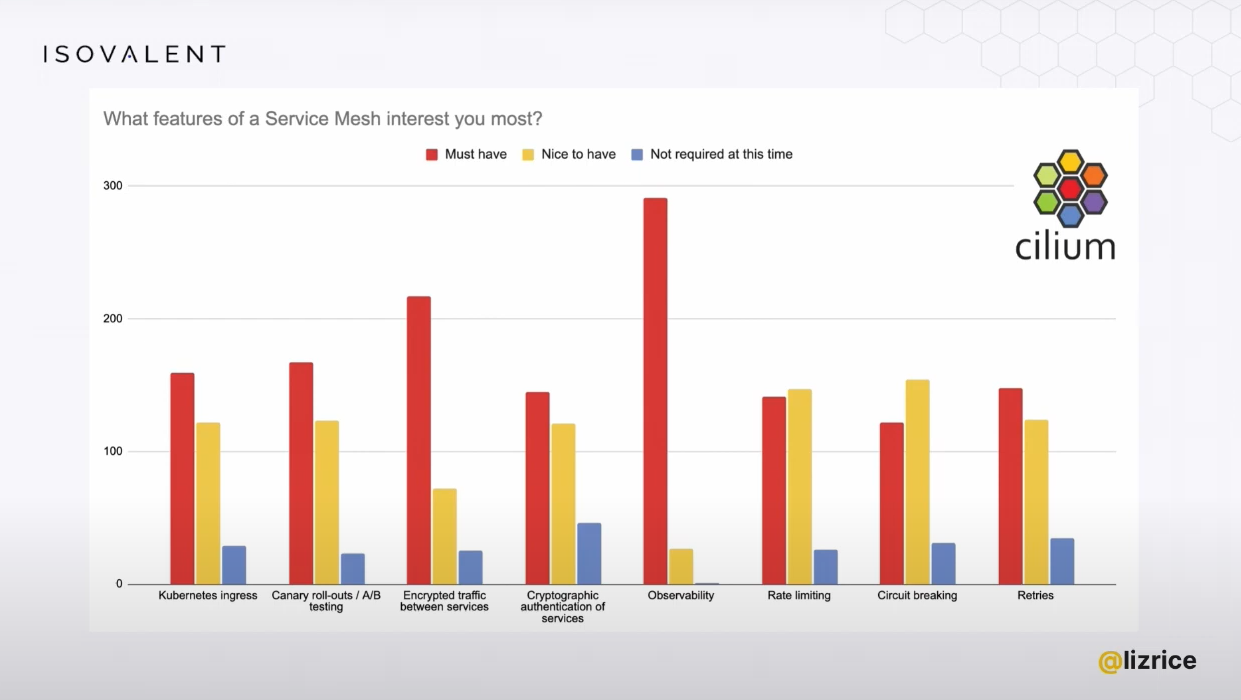 ISOVALENT
What features of a Service Mesh interest you most?
Must have Nice to have Not required at this time
cilium
300
200
100
0
Kubernetes ingress
Canary roll-outs / A/B
testing
Encrypted traffic
between services
Cryptographic
authentication of
services
Observability
Rate limiting
Circuit breaking
Retries
@lizrice